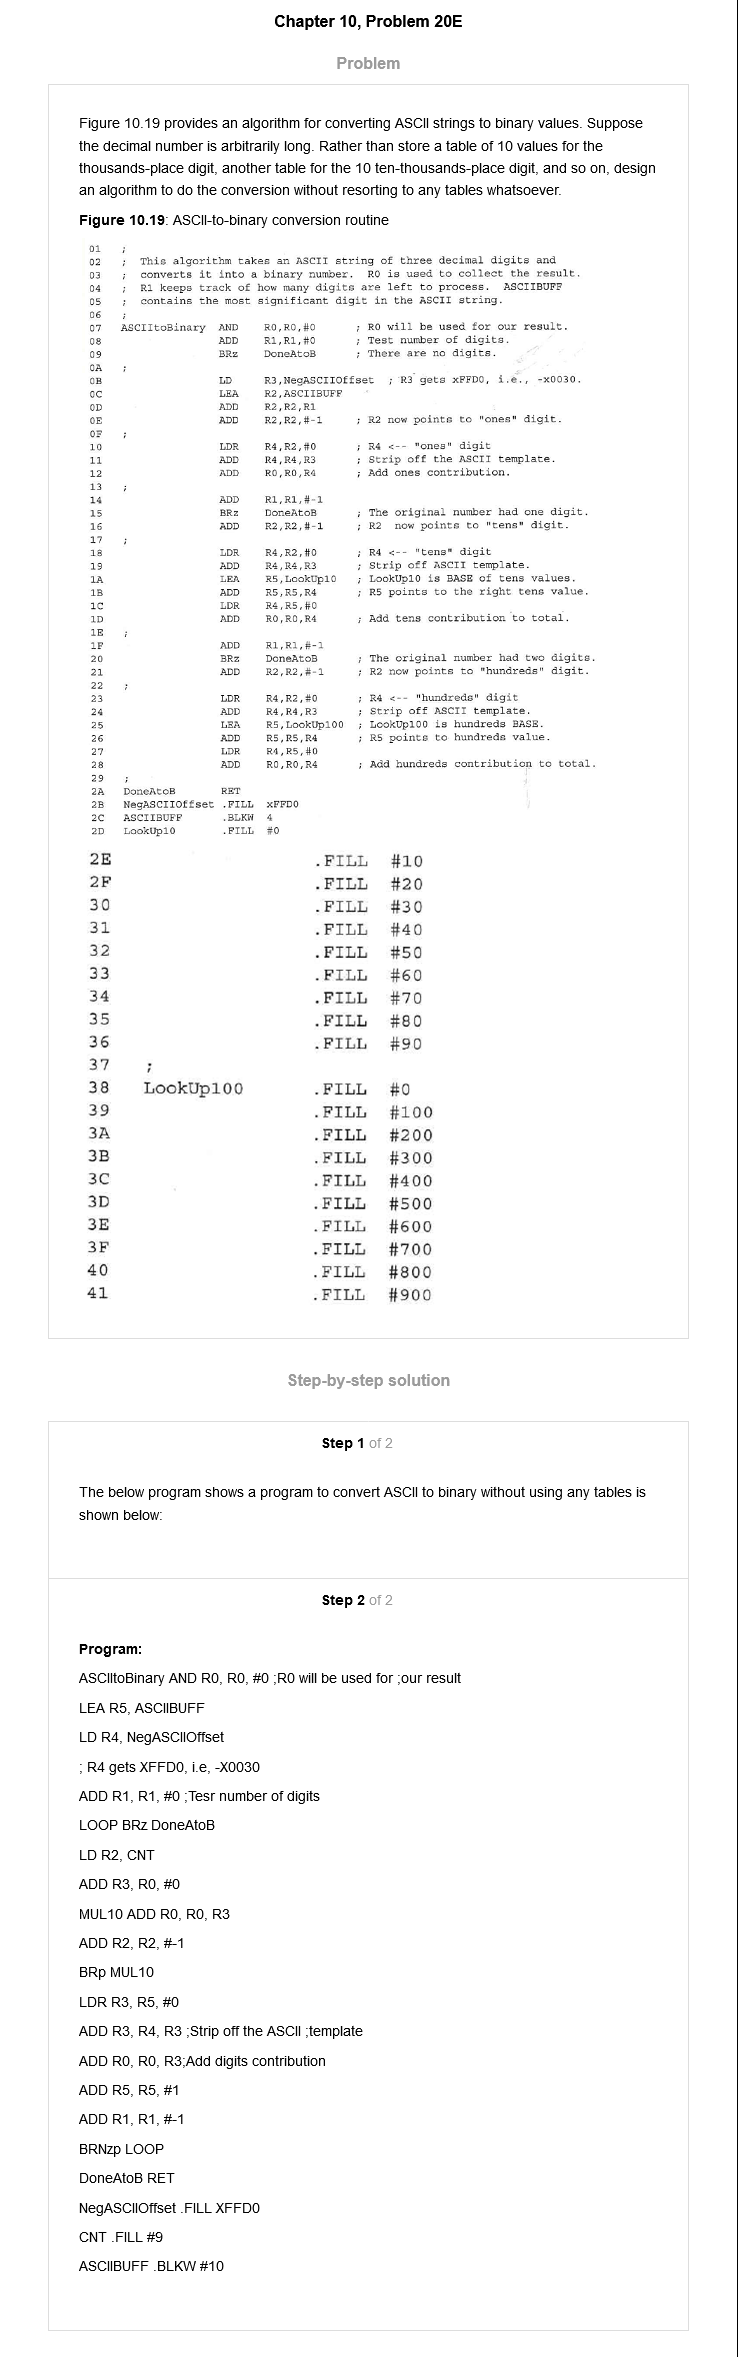 Chapter 10, Problem 20E
Problem
Figure 10.19 provides an algorithm for converting ASCII strings to binary values. Suppose
the decimal number is arbitrarily long. Rather than store a table of 10 values for the
thousands-place digit, another table for the 10 ten-thousands-place digit, and so on, design
an algorithm to do the conversion without resorting to any tables whatsoever.
Figure 10.19: ASCII-to-binary conversion routine
01 ;
02 ; This algorithm takes an ASCII string of three decimal digits and
03 ; converts it into a binary number. R0 is used to collect the result.
04 ; R1 keeps track of how many digits are left to process. ASCIIBUFF
05 ; contains the most significant digit in the ASCII string.
06 ;
07 ASCIItoBinary AND R0,R0,#0 ; R0 will be used for our result.
08 ADD R1,R1,#0 ; Test number of digits.
09 BRz DoneAtoB ; There are no digits.
0A ;
0B LD R3,NegASCIIOffset ; R3 gets xFFD0, i.e., -x0030.
0C LEA R2,ASCIIBUFF
0D ADD R2,R2,R1
0E ADD R2,R2,#-1 ; R2 now points to "ones" digit.
0F ;
10 LDR R4,R2,#0 ; R4 <-- "ones" digit
11 ADD R4,R4,R3 ; Strip off the ASCII template.
12 ADD R0,R0,R4 ; Add ones contribution.
13 ;
14 ADD R1,R1,#-1
15 BRz DoneAtoB ; The original number had one digit.
16 ADD R2,R2,#-1 ; R2 now points to "tens" digit.
17 ;
18 LDR R4,R2,#0 ; R4 <-- "tens" digit
19 ADD R4,R4,R3 ; Strip off ASCII template.
1A LEA R5,LookUp10 ; LookUp10 is BASE of tens values.
1B ADD R5,R5,R4 ; R5 points to the right tens value.
1C LDR R4,R5,#0
1D ADD R0,R0,R4 ; Add tens contribution to total.
1E ;
1F ADD R1,R1,#-1
20 BRz DoneAtoB ; The original number had two digits.
21 ADD R2,R2,#-1 ; R2 now points to "hundreds" digit.
22 ;
23 LDR R4,R2,#0 ; R4 <-- "hundreds" digit
24 ADD R4,R4,R3 ; Strip off ASCII template.
25 LEA R5,LookUp100 ; LookUp100 is hundreds BASE.
26 ADD R5,R5,R4 ; R5 points to hundreds value.
27 LDR R4,R5,#0
28 ADD R0,R0,R4 ; Add hundreds contribution to total.
29 ;
2A DoneAtoB RET
2B NegASCIIOffset .FILL xFFD0
2C ASCIIBUFF .BLKW 4
2D LookUp10 .FILL #0
2E .FILL #10
2F .FILL #20
30 .FILL #30
31 .FILL #40
32 .FILL #50
33 .FILL #60
34 .FILL #70
35 .FILL #80
36 .FILL #90
37 ;
38 LookUp100 .FILL #0
39 .FILL #100
3A .FILL #200
3B .FILL #300
3C .FILL #400
3D .FILL #500
3E .FILL #600
3F .FILL #700
40 .FILL #800
41 .FILL #900
Step-by-step solution
Step 1 of 2
The below program shows a program to convert ASCII to binary without using any tables is
shown below:
Step 2 of 2
Program:
ASCIItoBinary AND R0, R0, #0 ;R0 will be used for ;our result
LEA R5, ASCIIBUFF
LD R4, NegASCIIOffset
; R4 gets XFFD0, i.e, -X0030
ADD R1, R1, #0 ;Tesr number of digits
LOOP BRz DoneAtoB
LD R2, CNT
ADD R3, R0, #0
MUL10 ADD R0, R0, R3
ADD R2, R2, #-1
BRp MUL10
LDR R3, R5, #0
ADD R3, R4, R3 ;Strip off the ASCII ;template
ADD R0, R0, R3;Add digits contribution
ADD R5, R5, #1
ADD R1, R1, #-1
BRNzp LOOP
DoneAtoB RET
NegASCIIOffset .FILL XFFD0
CNT .FILL #9
ASCIIBUFF .BLKW #10